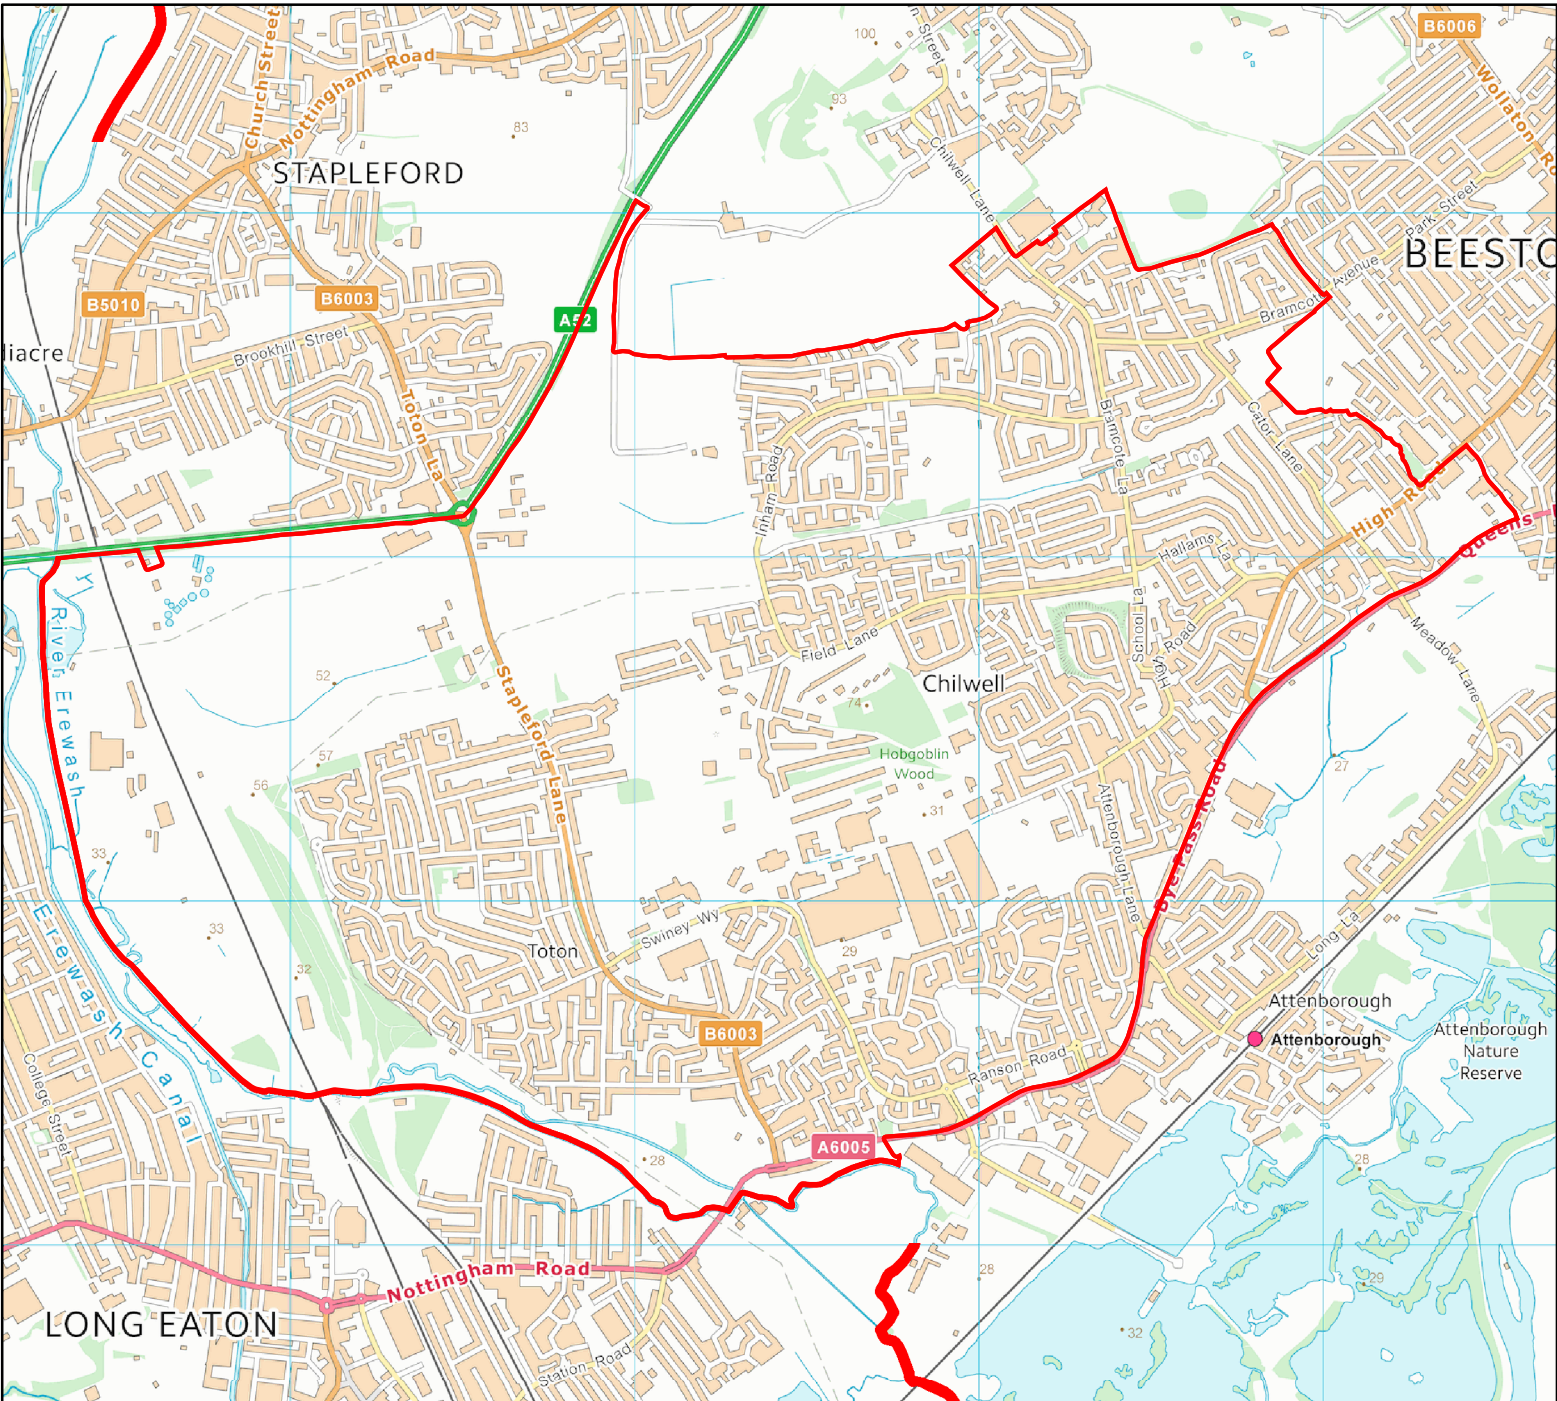 B6006
100
n Street
Church Street
Nottingham Road
Wollaton Ro
93
83
STAPLEFORD
Chilwell Lane
Park Street
BEESTO
B5010
B6003
A52
Bramcote Avenue
Brookhill Street
diacre
Toton La
Bramcote La
Cator Lane
Inham Road
High Road
Queens
Hallams La
River Erewash
School La
High Road
Meadow Lane
Field Lane
52
Stapleford Lane
Chilwell
74
Hobgoblin
Wood
57
56
27
31
Attenborough Lane
Bye Pass Road
33
Erewash Canal
33
Swiney Wy
Toton
29
Long La
32
Attenborough
Attenborough
Attenborough
Nature
Reserve
B6003
College Street
Ranson Road
A6005
28
28
Nottingham Road
28
29
LONG EATON
32
Station Road